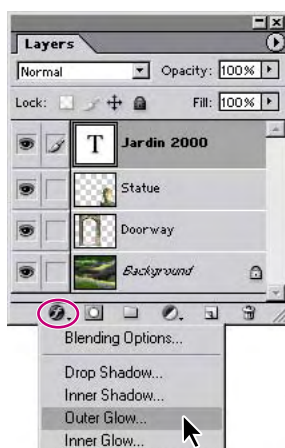 Layers
Normal Opacity: 100%
Lock: Fill: 100%
T Jardin 2000
Statue
Doorway
Background
Blending Options...
Drop Shadow...
Inner Shadow...
Outer Glow...
Inner Glow...